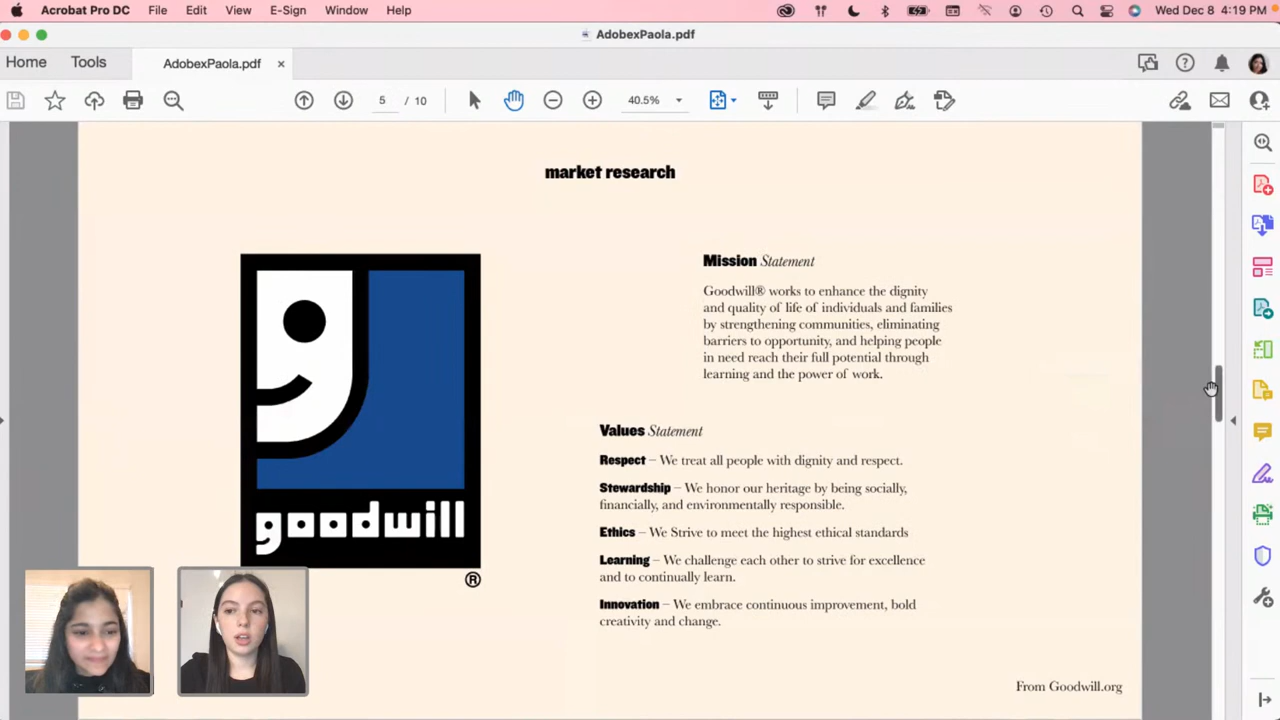 Acrobat Pro DC File Edit View E-Sign Window Help Wed Dec 8 4:19 PM
AdobexPaola.pdf
Home Tools AdobexPaola.pdf
5 / 10 40.5%
market research
Mission Statement
Goodwill® works to enhance the dignity
and quality of life of individuals and families
by strengthening communities, eliminating
barriers to opportunity, and helping people
in need reach their full potential through
learning and the power of work.
goodwill
®
Values Statement
Respect – We treat all people with dignity and respect.
Stewardship – We honor our heritage by being socially,
financially, and environmentally responsible.
Ethics – We Strive to meet the highest ethical standards
Learning – We challenge each other to strive for excellence
and to continually learn.
Innovation – We embrace continuous improvement, bold
creativity and change.
From Goodwill.org